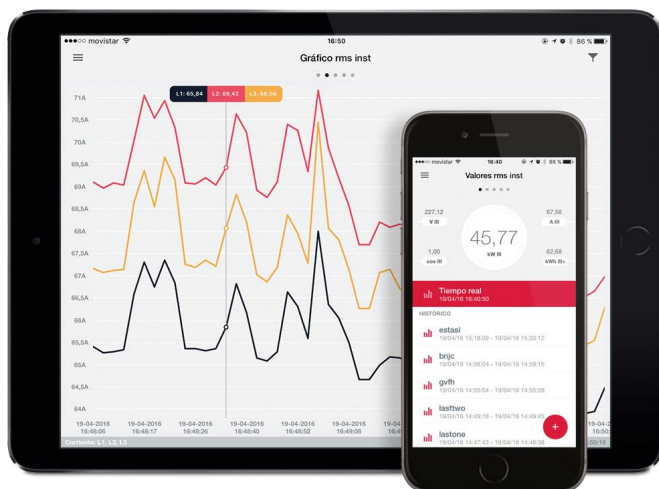 movistar
16:50
86 %
Gráfico rms inst
L1: 65,84
L2: 69,42
L3: 68,06
71A
70,5A
70A
69,5A
69A
68,5A
68A
67,5A
67A
66,5A
66A
65,5A
65A
64,5A
64A
19-04-2016
16:48:06
19-04-2016
16:48:17
19-04-2016
16:48:26
19-04-2016
16:48:40
19-04-2016
16:48:52
19-04-2016
16:49:08
Corriente: L1, L2, L3
movistar
16:40
88 %
Valores rms inst
227,12
V III
67,56
A III
45,77
kW III
1,00
cos III
62,68
kWh III+
Tiempo real
19/04/16 16:40:50
HISTÓRICO
estasi
19/04/16 15:18:09 - 19/04/16 15:20:12
bnjc
19/04/16 14:56:04 - 19/04/16 14:59:15
gvfh
19/04/16 14:55:04 - 19/04/16 14:55:26
lasttwo
19/04/16 14:49:18 - 19/04/16 14:49:45
lastone
19/04/16 14:47:43 - 19/04/16 14:48:38